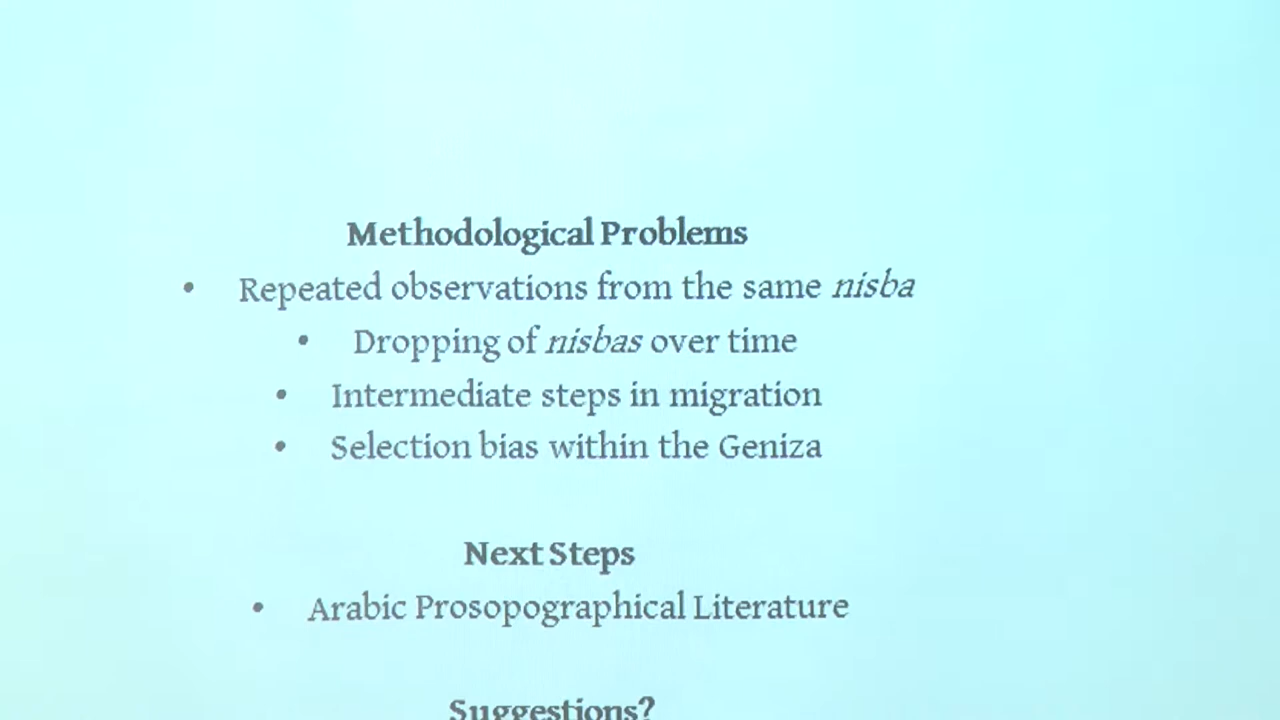 Methodological Problems
• Repeated observations from the same nisba
• Dropping of nisbas over time
• Intermediate steps in migration
• Selection bias within the Geniza
Next Steps
• Arabic Prosopographical Literature
Suggestions?